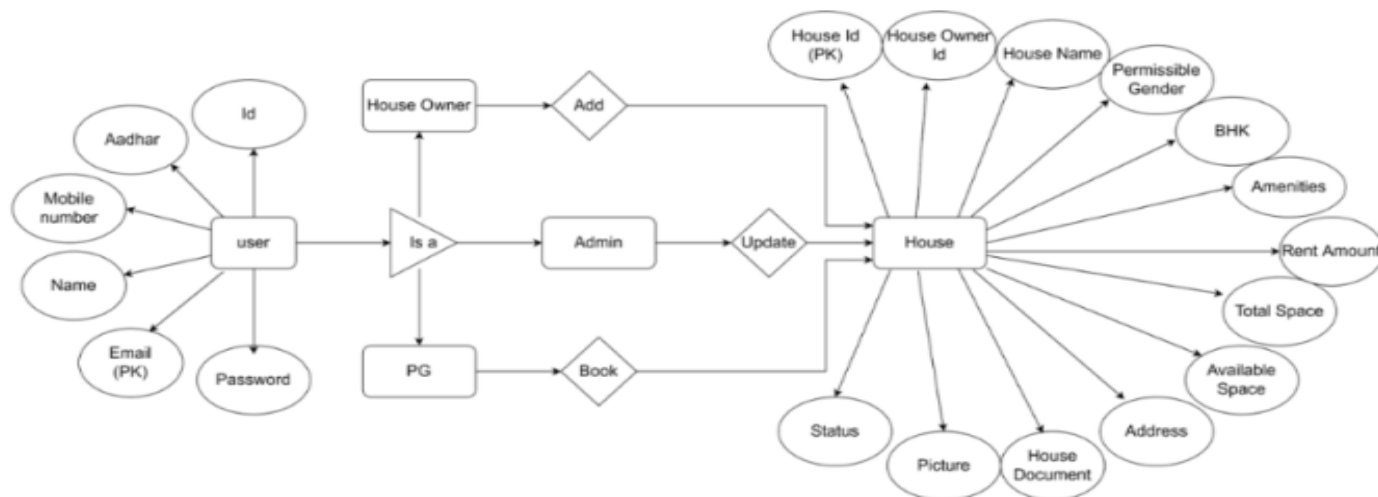 House Id
(PK)
House Owner
Id
House Name
Permissible
Gender
BHK
Amenities
Rent Amount
Total Space
Available
Space
Address
House
Document
Picture
Status
House
House Owner
Add
Is a
Admin
Update
PG
Book
user
Id
Aadhar
Mobile
number
Name
Email
(PK)
Password